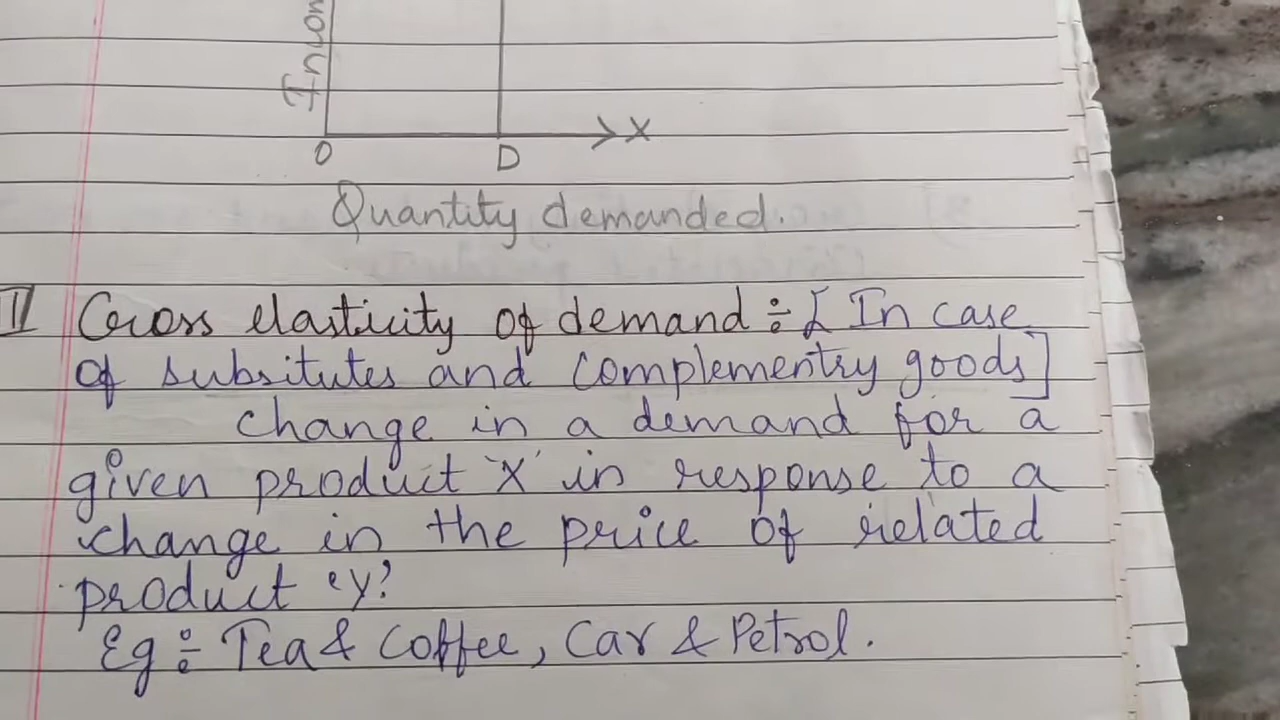 Incom
O D X
Quantity demanded.
II Cross elasticity of demand ÷ [ In case
of subsitutes and complementry goods]
change in a demand for a
given product 'X' in response to a
change in the price of related
product 'Y'
Eg ÷ Tea & Coffee, Car & Petrol.